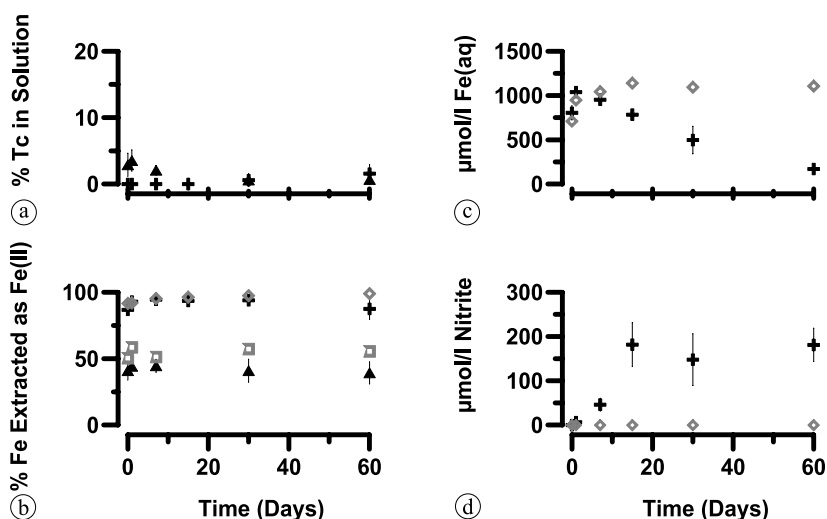 % Tc in Solution
20
10
0
a
µmol/l Fe(aq)
1500
1000
500
0
c
% Fe Extracted as Fe(II)
100
50
0
0 20 40 60
Time (Days)
b
µmol/l Nitrite
300
200
100
0
0 20 40 60
Time (Days)
d